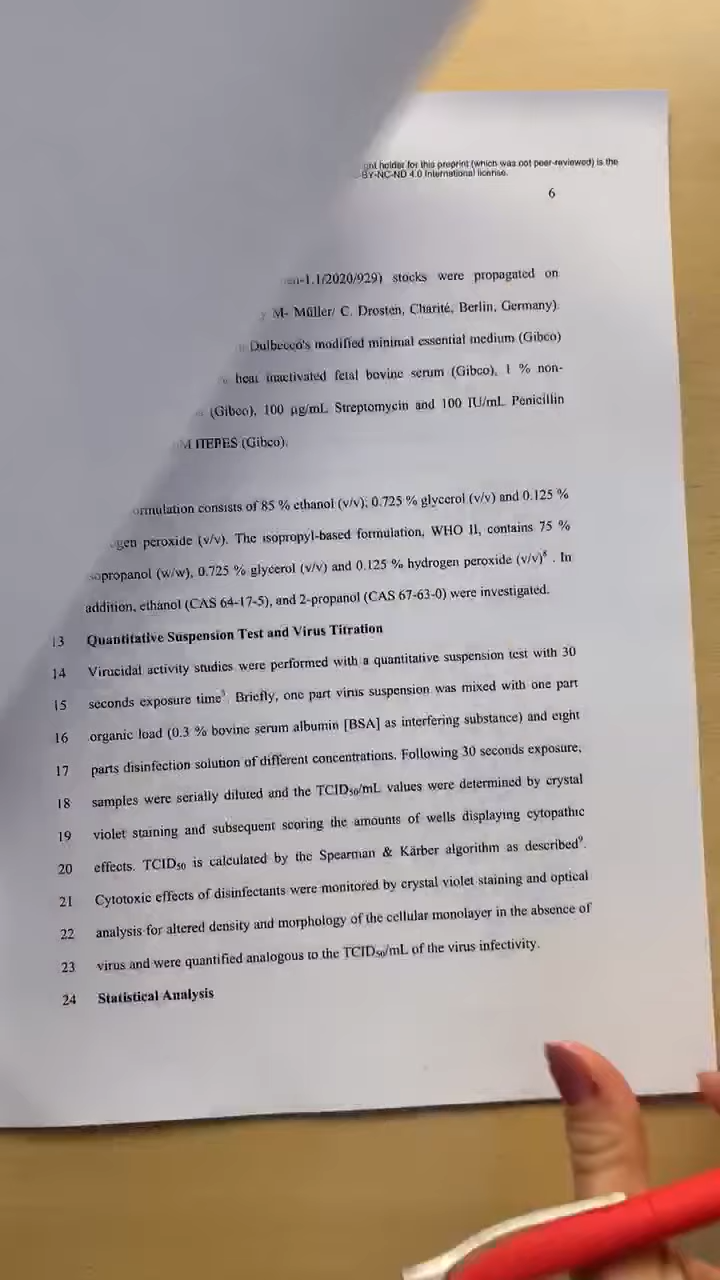 holder for this preprint (which was not peer-reviewed) is the
BY-NC-ND 4.0 International license.
6
-1.1/2020/929) stocks were propagated on
M- Müller/ C. Drosten, Charité, Berlin, Germany).
Dulbecco's modified minimal essential medium (Gibco)
heat inactivated fetal bovine serum (Gibco), 1 % non-
(Gibco), 100 µg/mL Streptomycin and 100 IU/mL Penicillin
HEPES (Gibco).
consists of 85 % ethanol (v/v), 0.725 % glycerol (v/v) and 0.125 %
peroxide (v/v). The isopropyl-based formulation, WHO II, contains 75 %
(w/w), 0.725 % glycerol (v/v) and 0.125 % hydrogen peroxide (v/v)⁸ . In
addition, ethanol (CAS 64-17-5), and 2-propanol (CAS 67-63-0) were investigated.
13 Quantitative Suspension Test and Virus Titration
14 Virucidal activity studies were performed with a quantitative suspension test with 30
15 seconds exposure time. Briefly, one part virus suspension was mixed with one part
16 organic load (0.3 % bovine serum albumin [BSA] as interfering substance) and eight
17 parts disinfection solution of different concentrations. Following 30 seconds exposure,
18 samples were serially diluted and the TCID₅₀/mL values were determined by crystal
19 violet staining and subsequent scoring the amounts of wells displaying cytopathic
20 effects. TCID₅₀ is calculated by the Spearman & Kärber algorithm as described⁹.
21 Cytotoxic effects of disinfectants were monitored by crystal violet staining and optical
22 analysis for altered density and morphology of the cellular monolayer in the absence of
23 virus and were quantified analogous to the TCID₅₀/mL of the virus infectivity.
24 Statistical Analysis